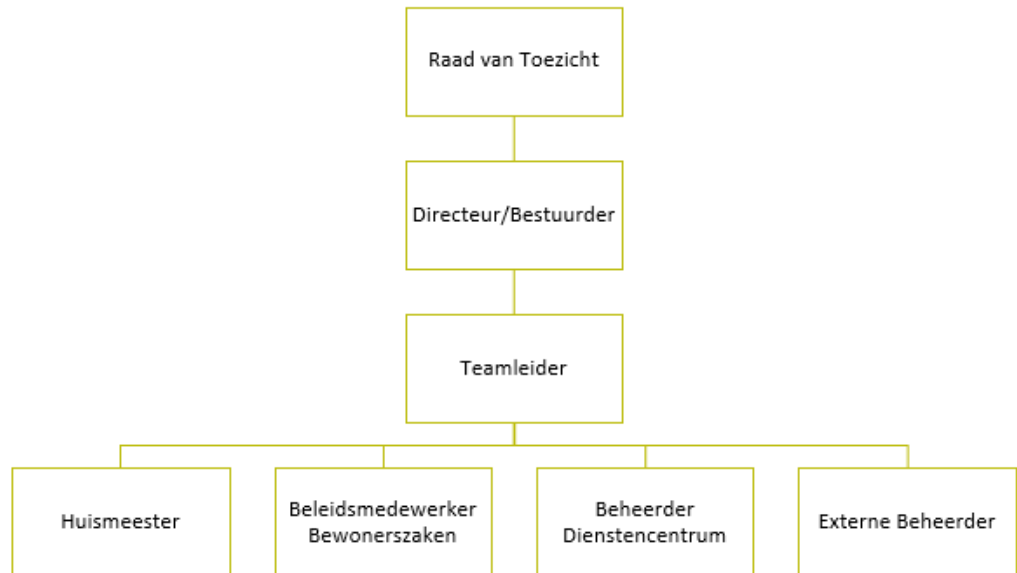 Raad van Toezicht
Directeur/Bestuurder
Teamleider
Huismeester
Beleidsmedewerker
Bewonerszaken
Beheerder
Dienstencentrum
Externe Beheerder